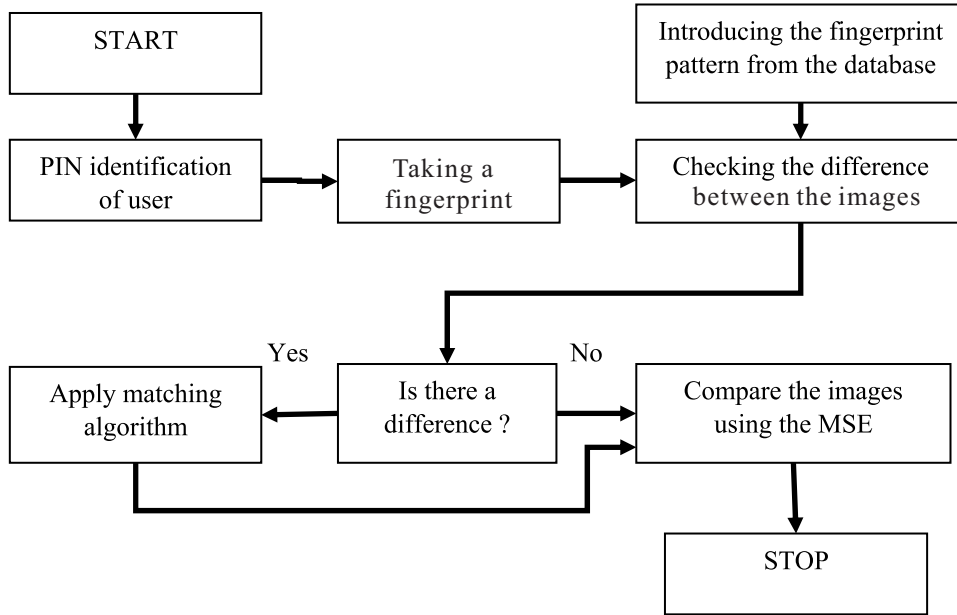 START
Introducing the fingerprint
pattern from the database
PIN identification
of user
Taking a
fingerprint
Checking the difference
between the images
Yes
No
Apply matching
algorithm
Is there a
difference ?
Compare the images
using the MSE
STOP